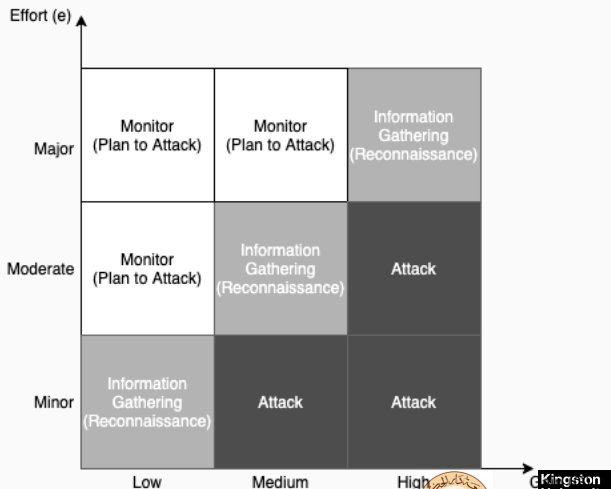 Effort (e)
Major
Monitor
(Plan to Attack)
Monitor
(Plan to Attack)
Information
Gathering
(Reconnaissance)
Moderate
Monitor
(Plan to Attack)
Information
Gathering
(Reconnaissance)
Attack
Minor
Information
Gathering
(Reconnaissance)
Attack
Attack
Low
Medium
High
Kingston